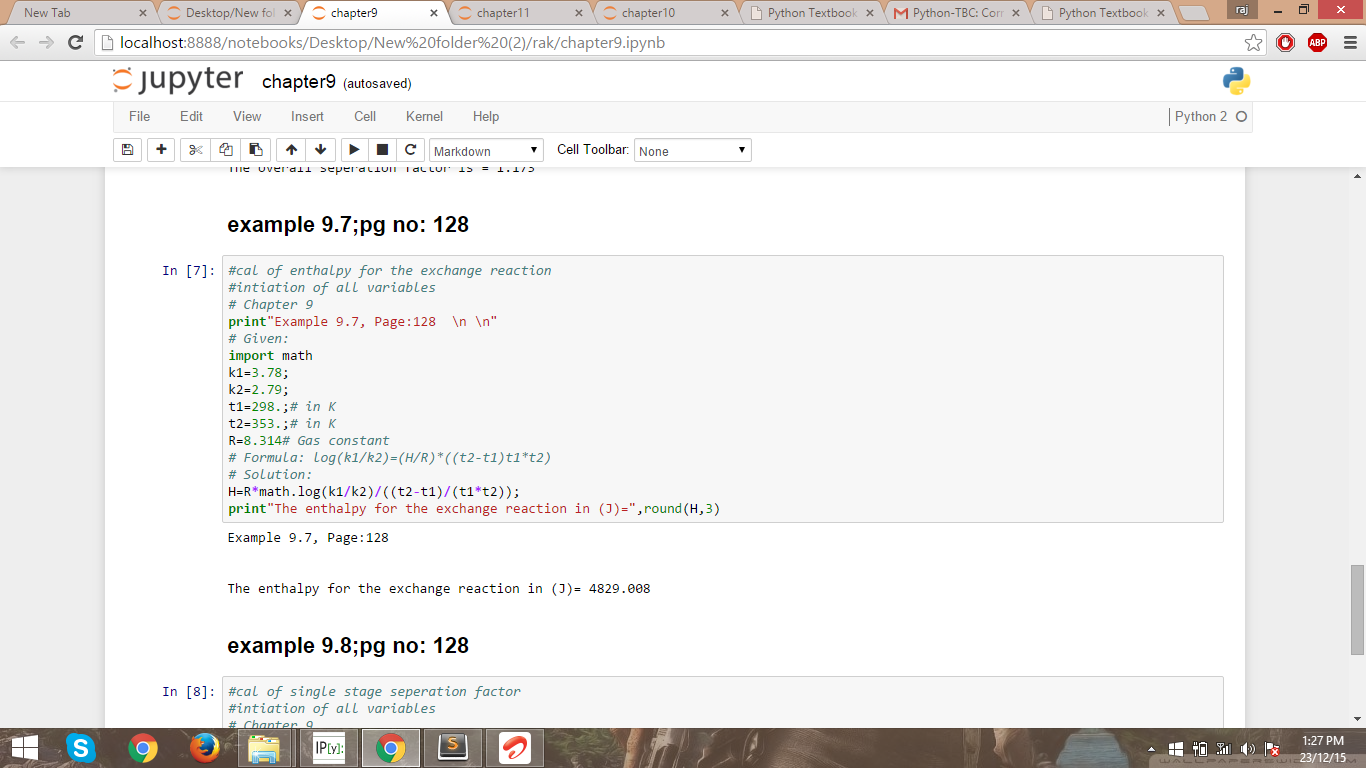 New Tab
Desktop/New fol
chapter9
chapter11
chapter10
Python Textbook
Python-TBC: Corr
Python Textbook
raj
localhost:8888/notebooks/Desktop/New%20folder%20(2)/rak/chapter9.ipynb
ABP
jupyter chapter9 (autosaved)
File Edit View Insert Cell Kernel Help Python 2
Markdown Cell Toolbar: None
The overall seperation factor is = 1.175
example 9.7;pg no: 128
In [7]: #cal of enthalpy for the exchange reaction
#intiation of all variables
# Chapter 9
print"Example 9.7, Page:128  \n \n"
# Given:
import math
k1=3.78;
k2=2.79;
t1=298.;# in K
t2=353.;# in K
R=8.314# Gas constant
# Formula: log(k1/k2)=(H/R)*((t2-t1)t1*t2)
# Solution:
H=R*math.log(k1/k2)/((t2-t1)/(t1*t2));
print"The enthalpy for the exchange reaction in (J)=",round(H,3)
Example 9.7, Page:128
The enthalpy for the exchange reaction in (J)= 4829.008
example 9.8;pg no: 128
In [8]: #cal of single stage seperation factor
#intiation of all variables
# Chapter 9
IP[y]:
1:27 PM
23/12/15